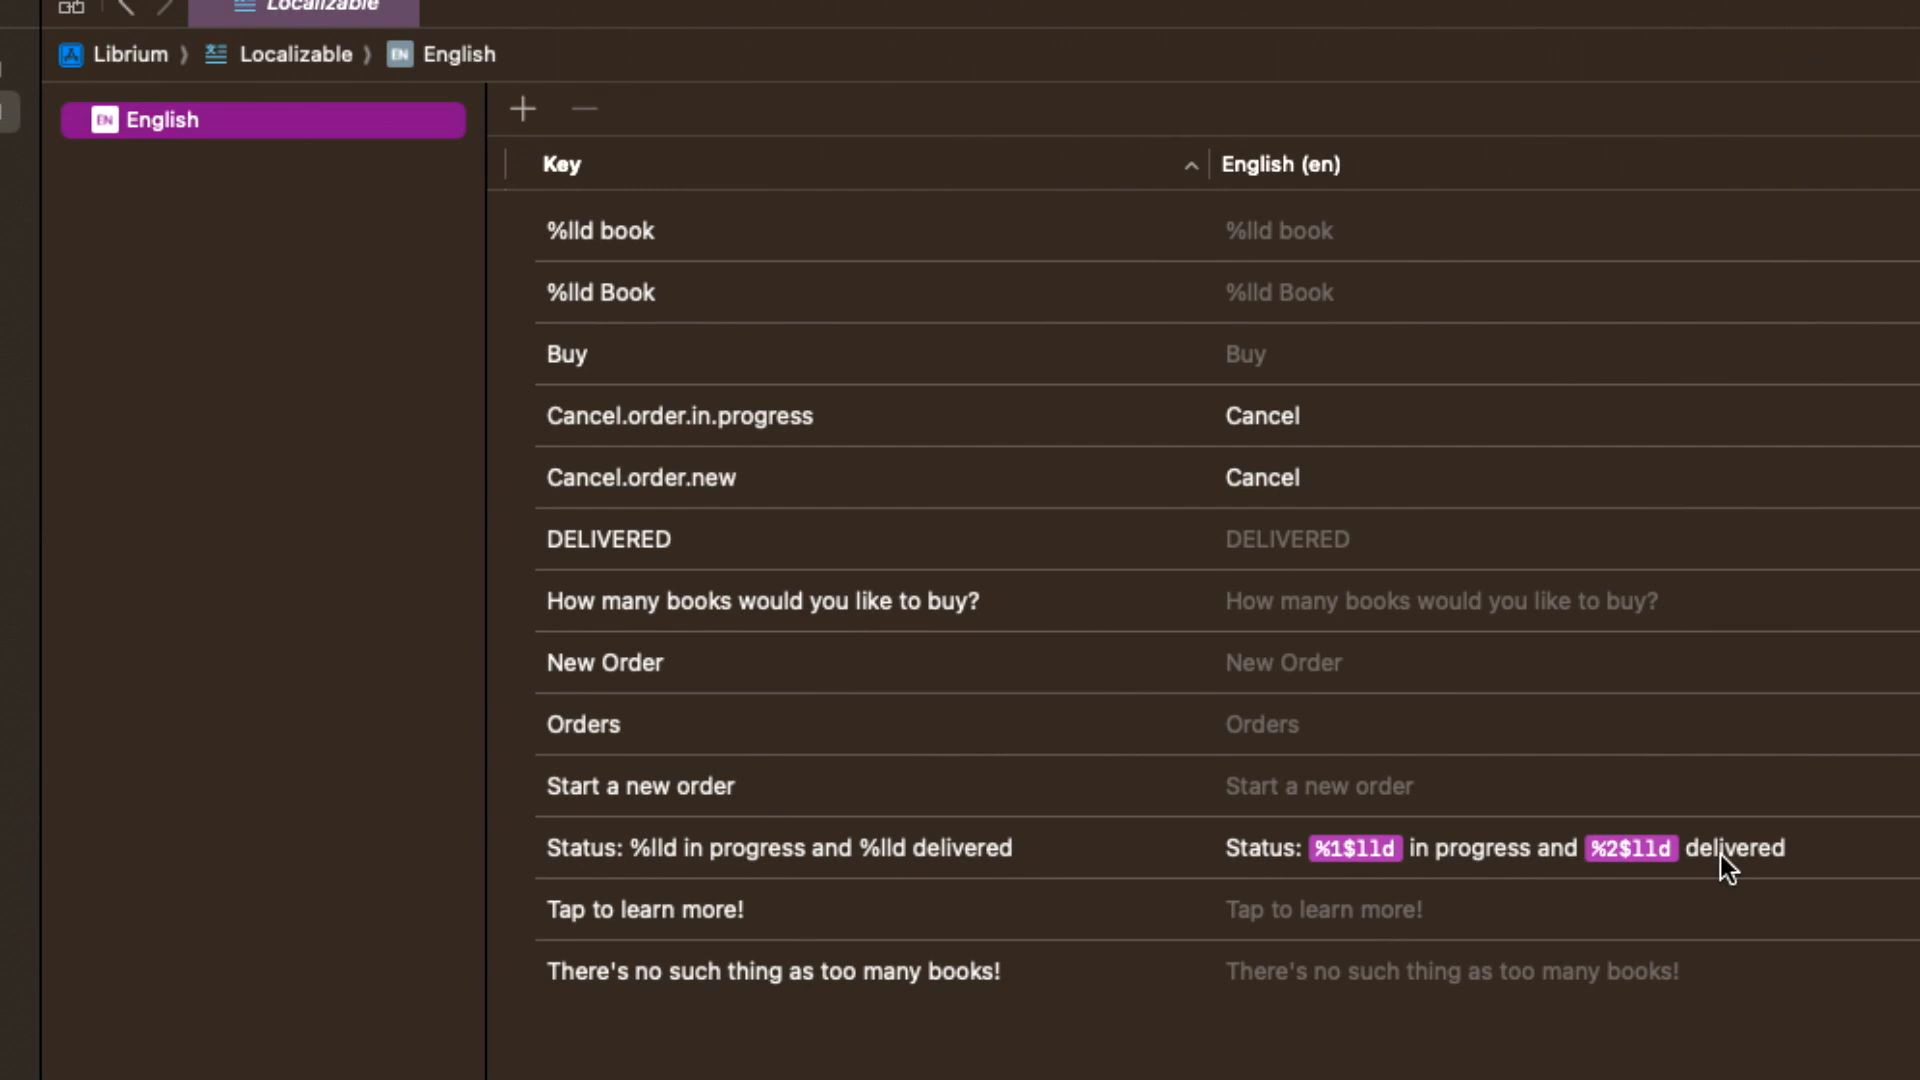 Localizable
Librium 〉 Localizable 〉 EN English
EN English
Key English (en)
%lld book %lld book
%lld Book %lld Book
Buy Buy
Cancel.order.in.progress Cancel
Cancel.order.new Cancel
DELIVERED DELIVERED
How many books would you like to buy? How many books would you like to buy?
New Order New Order
Orders Orders
Start a new order Start a new order
Status: %lld in progress and %lld delivered Status: %1$lld in progress and %2$lld delivered
Tap to learn more! Tap to learn more!
There's no such thing as too many books! There's no such thing as too many books!